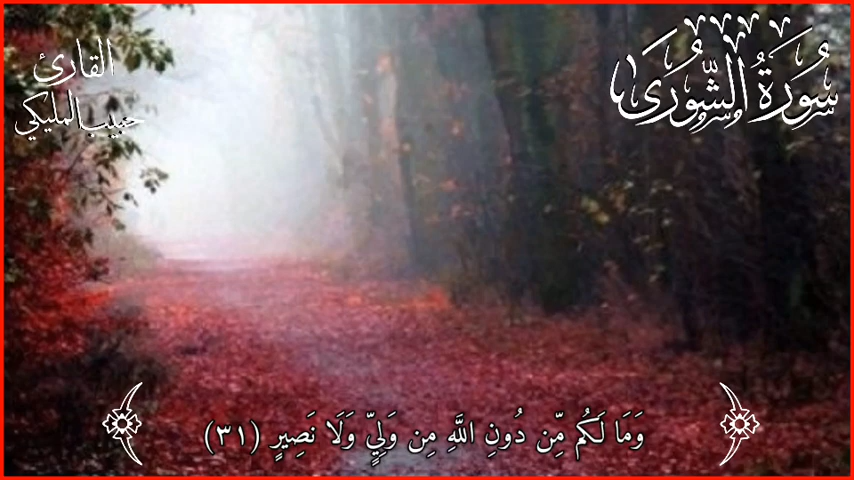 سُورَةُ الشُّورَى
القارئ
حبيب المليكي
وَمَا لَكُم مِّن دُونِ اللَّهِ مِن وَلِيٍّ وَلَا نَصِيرٍ (٣١)